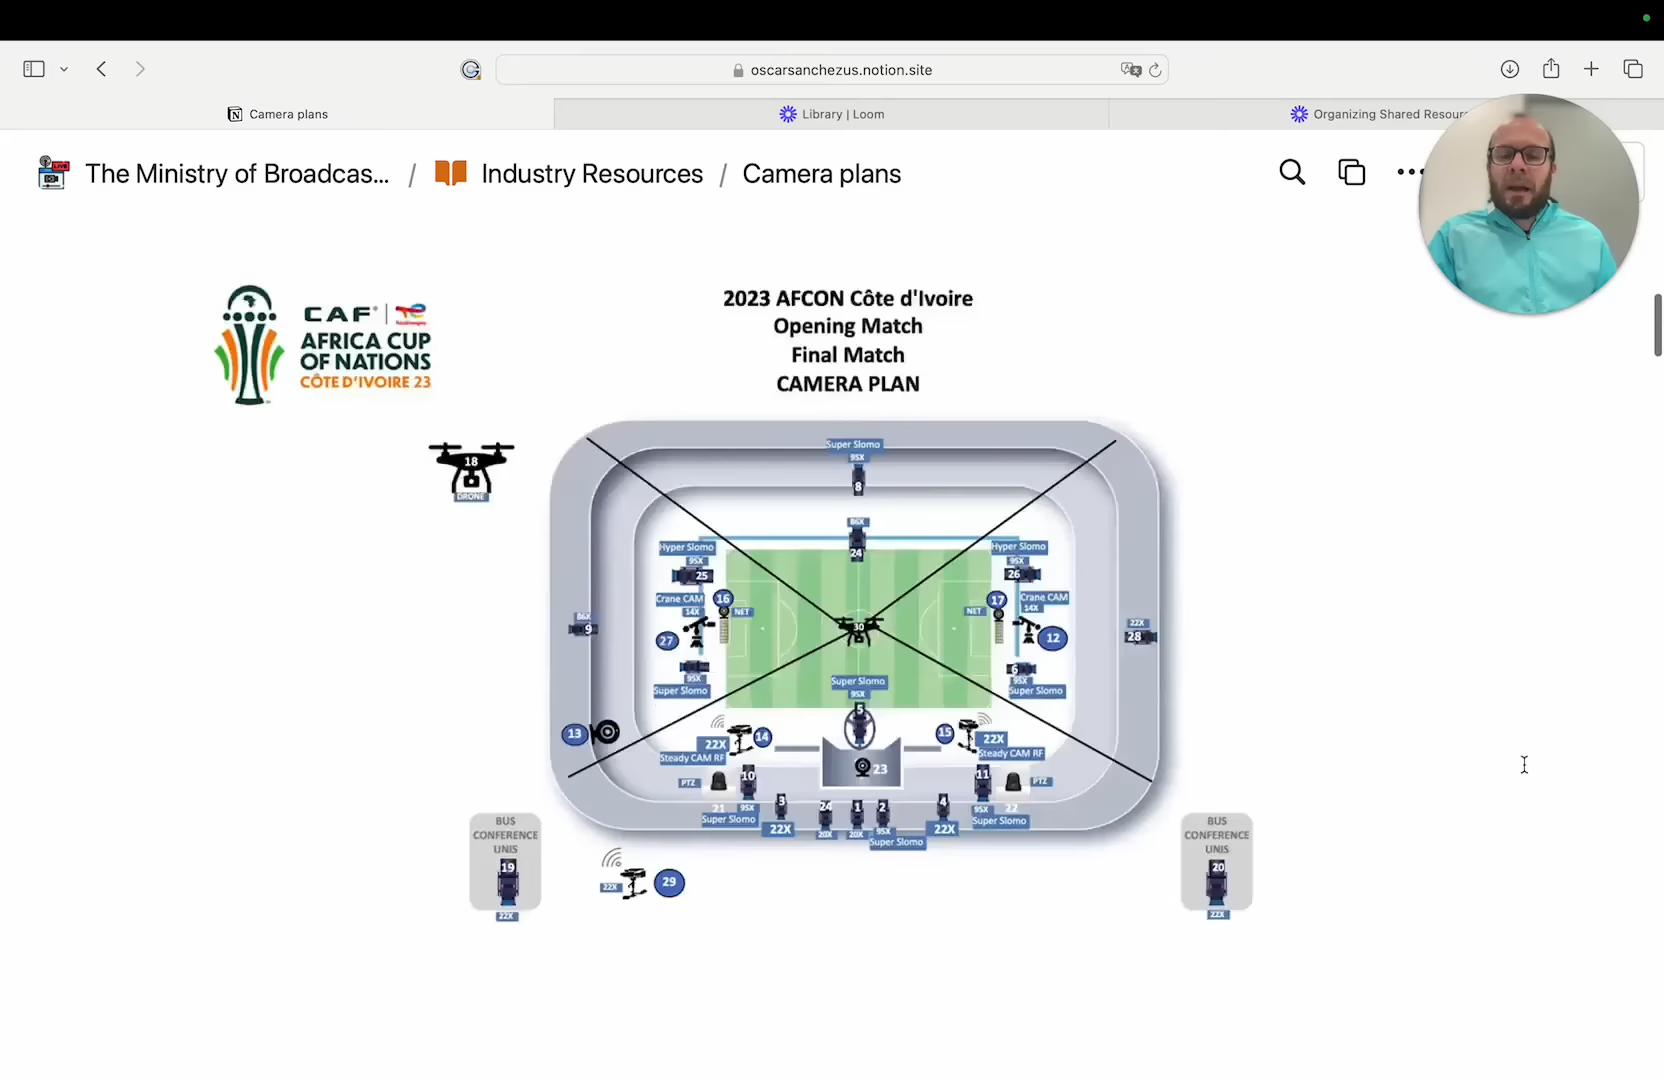 oscarsanchezus.notion.site
Camera plans
Library | Loom
Organizing Shared Resour
The Ministry of Broadcas... / Industry Resources / Camera plans
2023 AFCON Côte d'Ivoire
Opening Match
Final Match
CAMERA PLAN
CAF
AFRICA CUP
OF NATIONS
CÔTE D'IVOIRE 23
18
DRONE
Super Slomo
95X
8
86X
24
Hyper Slomo
95X
25
Hyper Slomo
95X
26
Crane CAM
14X
16
NET
27
17
NET
Crane CAM
14X
12
86X
9
30
22X
28
95X
Super Slomo
6
95X
Super Slomo
Super Slomo
95X
5
13
14
22X
Steady CAM RF
15
22X
Steady CAM RF
23
PTZ
21
10
95X
Super Slomo
11
95X
Super Slomo
PTZ
22
3
22X
24
20X
1
20X
2
95X
Super Slomo
4
22X
BUS
CONFERENCE
UNIS
19
22X
22X
29
BUS
CONFERENCE
UNIS
20
22X